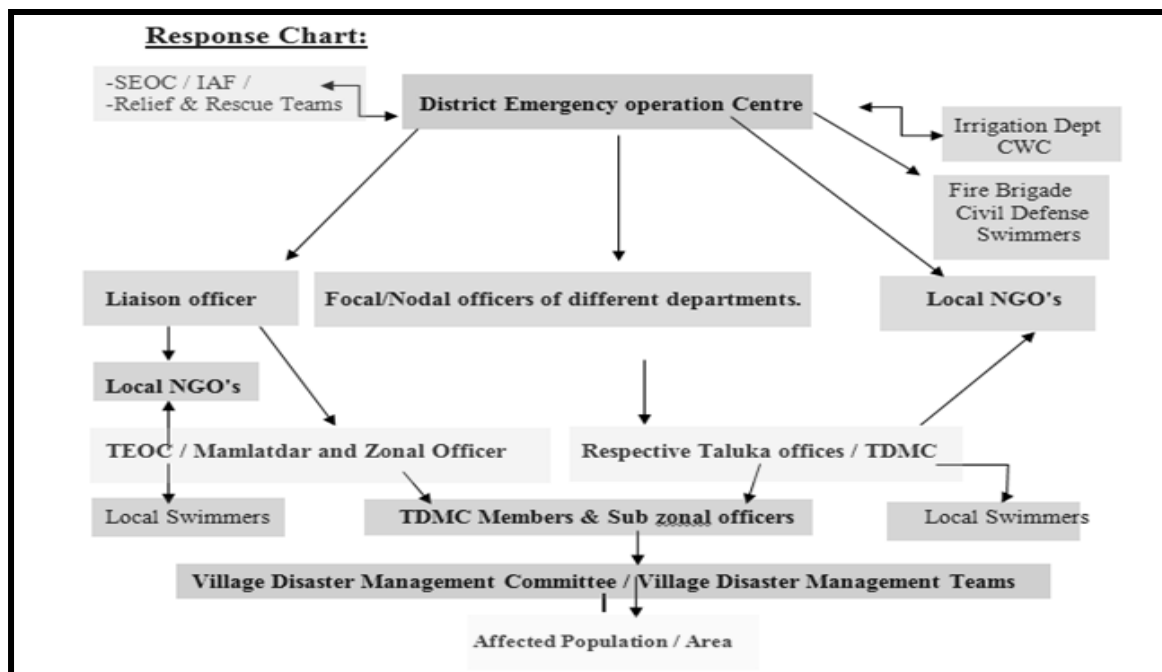 Response Chart:
-SEOC / IAF /
-Relief & Rescue Teams
District Emergency operation Centre
Irrigation Dept
CWC
Fire Brigade
Civil Defense
Swimmers
Liaison officer
Focal/Nodal officers of different departments.
Local NGO's
Local NGO's
TEOC / Mamlatdar and Zonal Officer
Respective Taluka offices / TDMC
Local Swimmers
TDMC Members & Sub zonal officers
Local Swimmers
Village Disaster Management Committee / Village Disaster Management Teams
Affected Population / Area